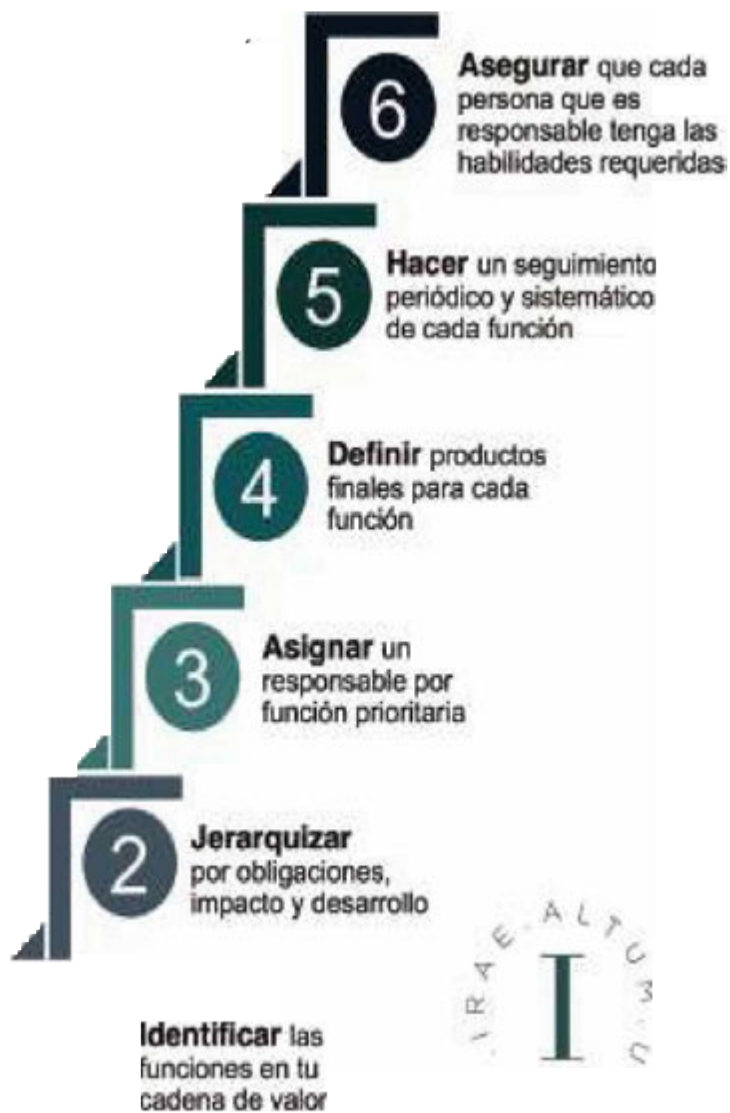 6
Asegurar que cada
persona que es
responsable tenga las
habilidades requeridas
5
Hacer un seguimiento
periódico y sistemático
de cada función
4
Definir productos
finales para cada
función
3
Asignar un
responsable por
función prioritaria
2
Jerarquizar
por obligaciones,
impacto y desarrollo
IRAE.ALTUM.U
I
Identificar las
funciones en tu
cadena de valor